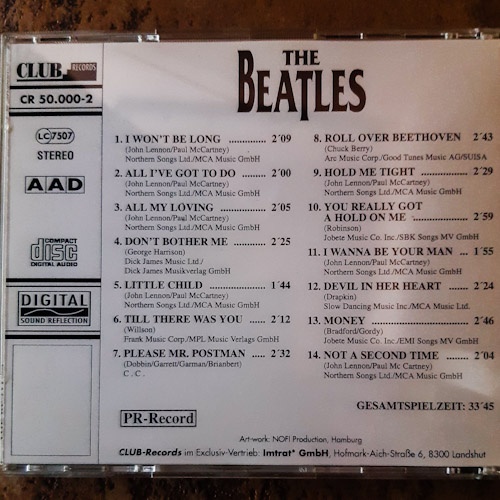 CLUB RECORDS
CR 50.000-2
LC 7507
STEREO
AAD
COMPACT
disc
DIGITAL AUDIO
DIGITAL
SOUND REFLECTION
THE
BEATLES
1. I WON'T BE LONG .............. 2´09
(John Lennon/Paul McCartney)
Northern Songs Ltd./MCA Music GmbH
2. ALL I'VE GOT TO DO .......... 2´00
(John Lennon/Paul McCartney)
Northern Songs Ltd./MCA Music GmbH
3. ALL MY LOVING ................ 2´05
(John Lennon/Paul McCartney)
Northern Songs Ltd./MCA Music GmbH
4. DON'T BOTHER ME ............ 2´25
(George Harrison)
Dick James Music Ltd./
Dick James Musikverlag GmbH
5. LITTLE CHILD .................. 1´44
(John Lennon/Paul McCartney)
Northern Songs Ltd./MCA Music GmbH
6. TILL THERE WAS YOU ...... 2´12
(Willson)
Frank Music Corp./MPL Music Verlags GmbH
7. PLEASE MR. POSTMAN ..... 2´32
(Dobbin/Garrett/Garman/Brianbert)
C . C .
8. ROLL OVER BEETHOVEN 2´43
(Chuck Berry)
Arc Music Corp./Good Tunes Music AG/SUISA
9. HOLD ME TIGHT .............. 2´29
(John Lennon/Paul McCartney)
Northern Songs Ltd./MCA Music GmbH
10. YOU REALLY GOT
A HOLD ON ME .................. 2´59
(Robinson)
Jobete Music Co. Inc./SBK Songs MV GmbH
11. I WANNA BE YOUR MAN ... 1´55
(John Lennon/Paul McCartney)
Northern Songs Ltd./MCA Music GmbH
12. DEVIL IN HER HEART ....... 2´24
(Drapkin)
Slow Dancing Music Inc./MCA Music Ltd.
13. MONEY ............................ 2´46
(Bradford/Gordy)
Jobete Music Co. Inc./EMI Songs MV GmbH
14. NOT A SECOND TIME ........ 2´04
(John Lennon/Paul Mc Cartney)
Northern Songs Ltd./MCA Music GmbH
GESAMTSPIELZEIT: 33´45
PR-Record
Art-work: NOFI Production, Hamburg
CLUB-Records im Exclusiv-Vertrieb: Imtrat* GmbH, Hofmark-Aich-Straße 6, 8300 Landshut